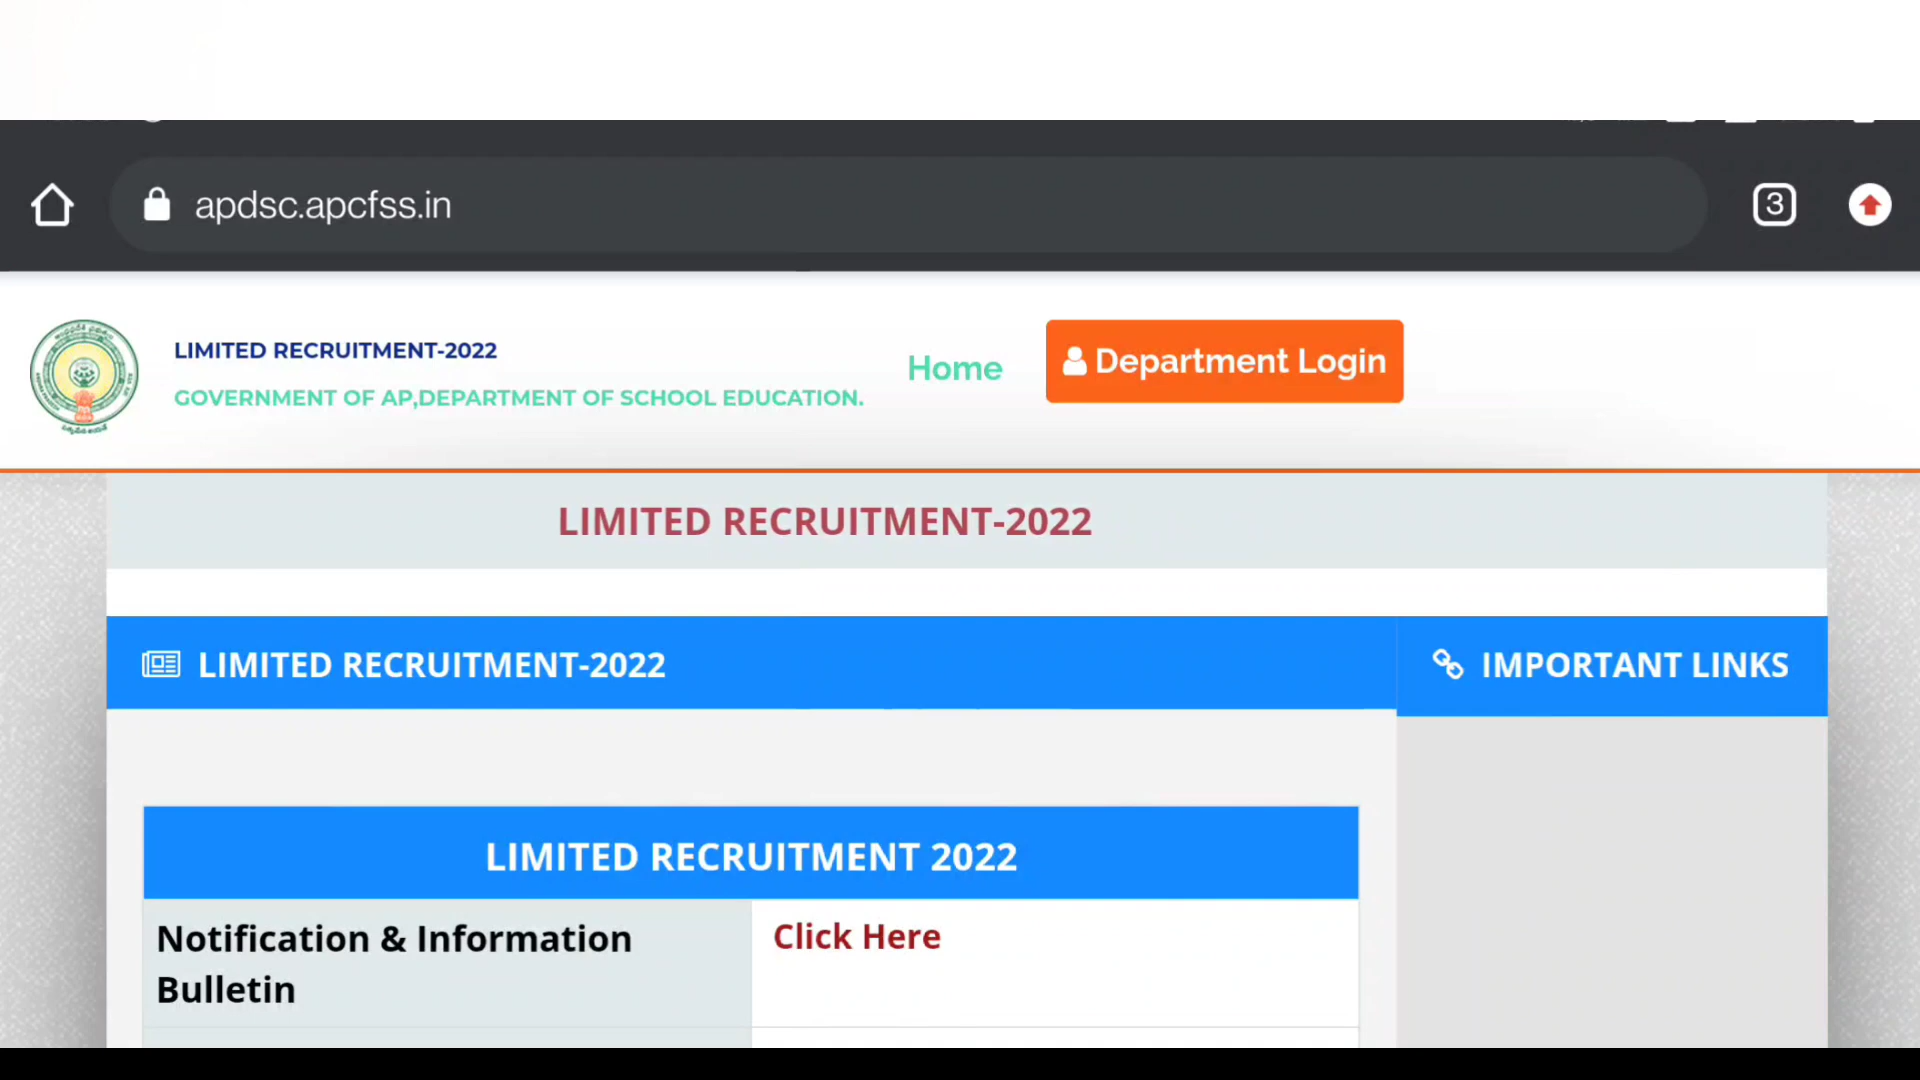 apdsc.apcfss.in
3
LIMITED RECRUITMENT-2022
GOVERNMENT OF AP,DEPARTMENT OF SCHOOL EDUCATION.
Home
Department Login
LIMITED RECRUITMENT-2022
LIMITED RECRUITMENT-2022
IMPORTANT LINKS
LIMITED RECRUITMENT 2022
Notification & Information
Bulletin
Click Here